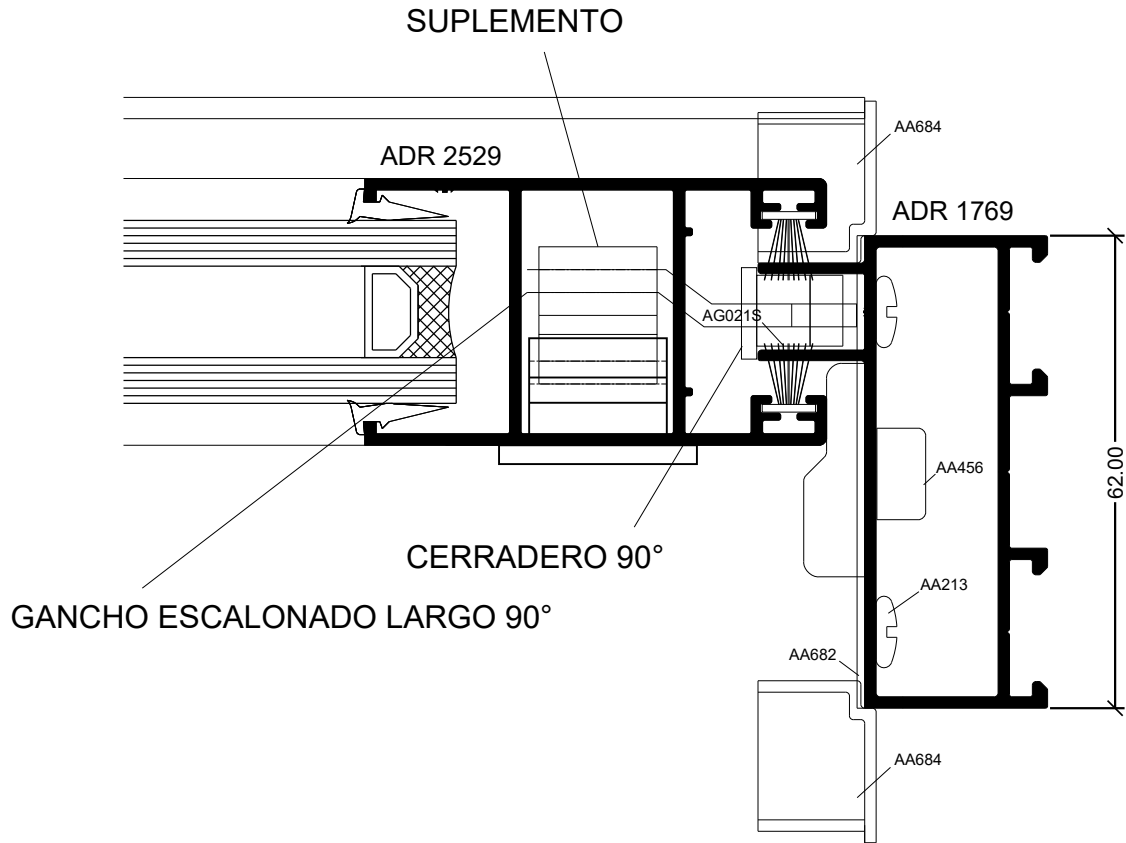 SUPLEMENTO
AA684
ADR 2529
ADR 1769
AG021S
AA456
62.00
CERRADERO 90°
AA213
GANCHO ESCALONADO LARGO 90°
AA682
AA684